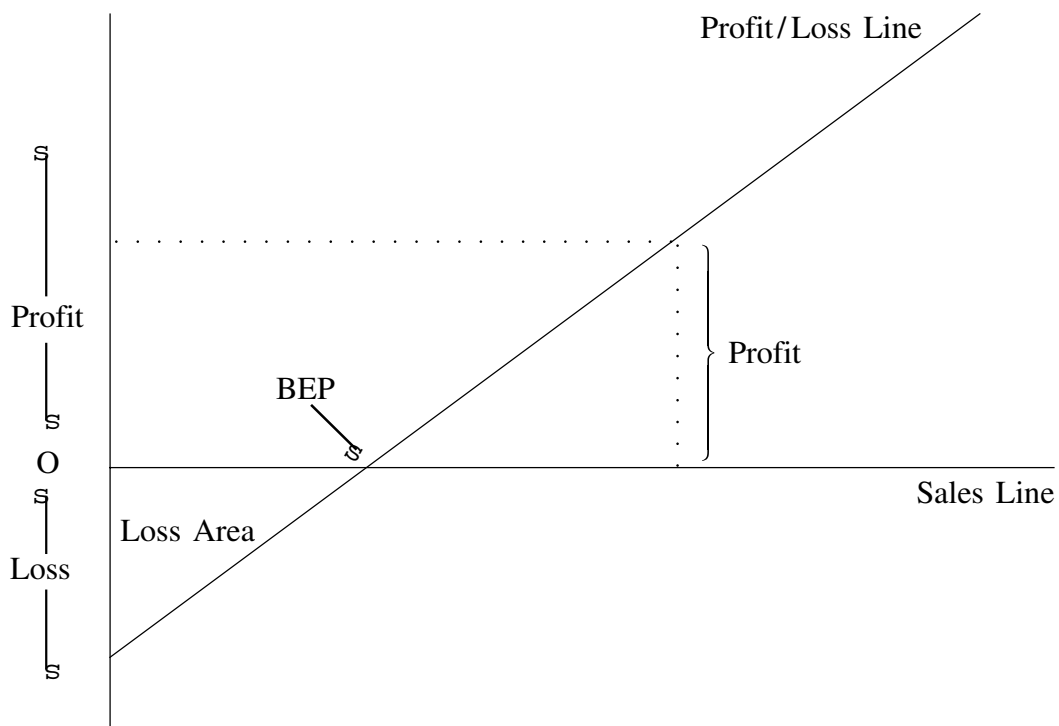 Profit/Loss Line
S
Profit
Profit
BEP
S
S
O
S
Sales Line
Loss Area
Loss
S